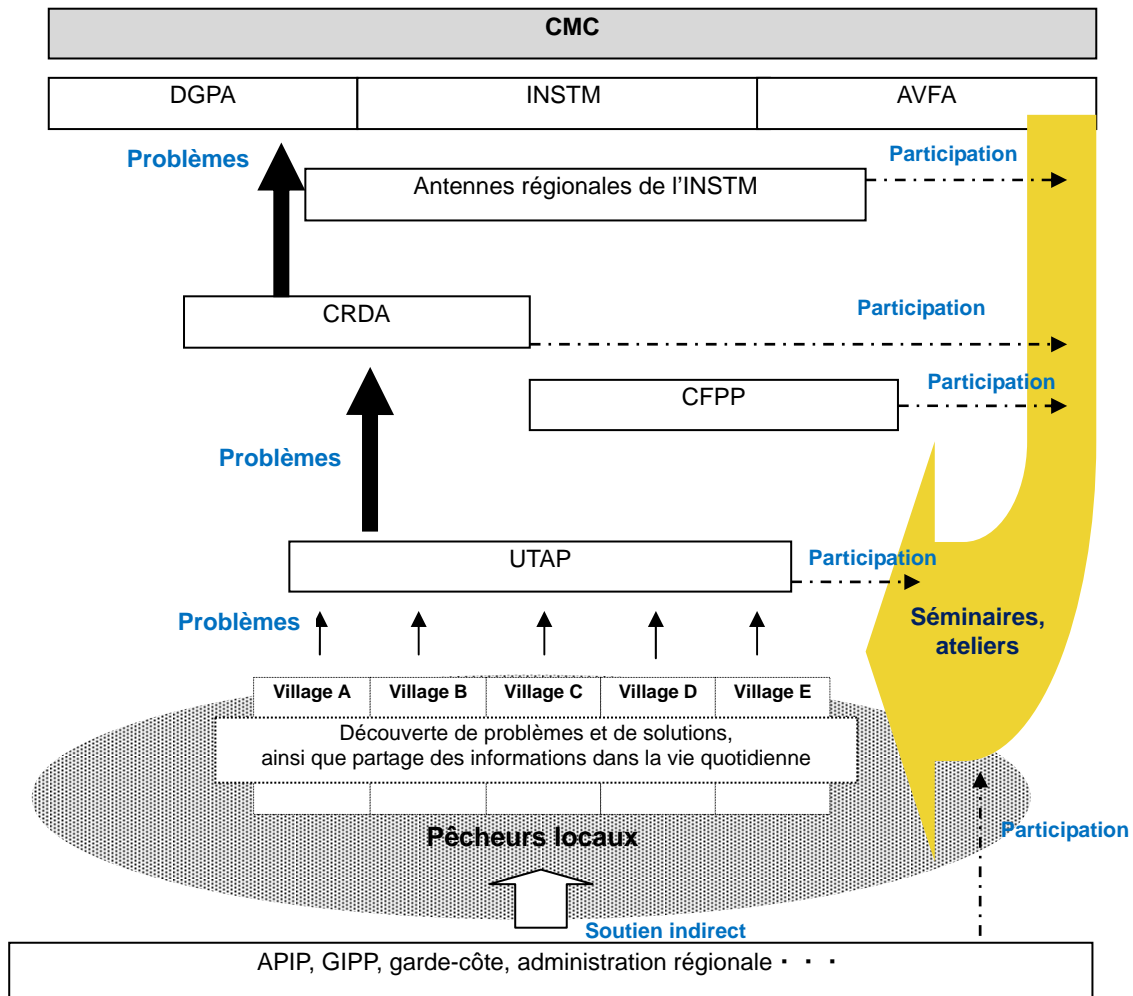 CMC
DGPA
INSTM
AVFA
Problèmes
Participation
Antennes régionales de l'INSTM
CRDA
Participation
CFPP
Participation
Problèmes
UTAP
Participation
Problèmes
Séminaires,
ateliers
Village A
Village B
Village C
Village D
Village E
Découverte de problèmes et de solutions,
ainsi que partage des informations dans la vie quotidienne
Pêcheurs locaux
Participation
Soutien indirect
APIP, GIPP, garde-côte, administration régionale・・・